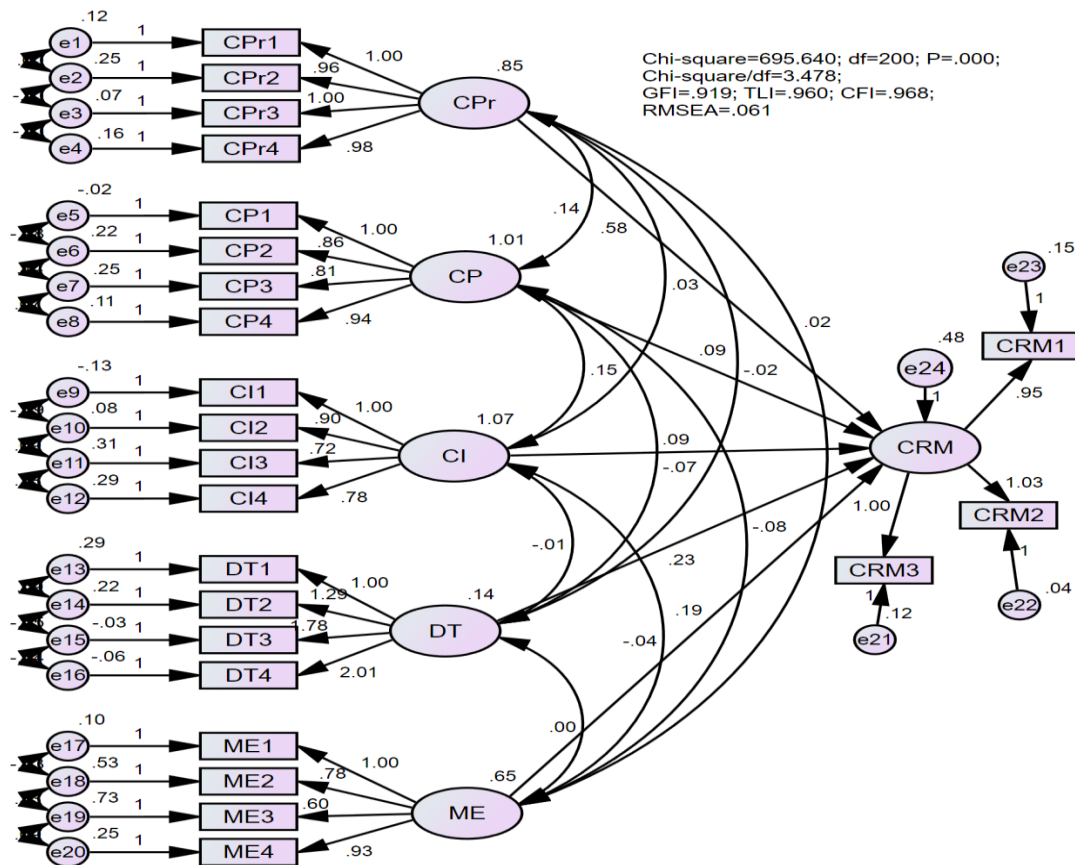 Chi-square=695.640; df=200; P=.000;
Chi-square/df=3.478;
GFI=.919; TLI=.960; CFI=.968;
RMSEA=.061
.12
e1 1 CPr1 1.00
.25
e2 1 CPr2 .96
.07
e3 1 CPr3 1.00
.16
e4 1 CPr4 .98
.85
CPr
-.02
e5 1 CP1 1.00
.22
e6 1 CP2 .86
.25
e7 1 CP3 .81
.11
e8 1 CP4 .94
1.01
CP
-.13
e9 1 CI1 1.00
.08
e10 1 CI2 .90
.31
e11 1 CI3 .72
.29
e12 1 CI4 .78
1.07
CI
.29
e13 1 DT1 1.00
.22
e14 1 DT2 1.29
-.03
e15 1 DT3 1.78
-.06
e16 1 DT4 2.01
.14
DT
.10
e17 1 ME1 1.00
.53
e18 1 ME2 .78
.73
e19 1 ME3 .60
.25
e20 1 ME4 .93
.65
ME
.14
.58
.03
.02
.09
-.02
.15
.09
-.07
-.08
-.01
.23
.19
-.04
.00
.48
e24
1
CRM
.15
e23
1
CRM1
.95
1.03
CRM2
1
e22
.04
1.00
CRM3
1
.12
e21